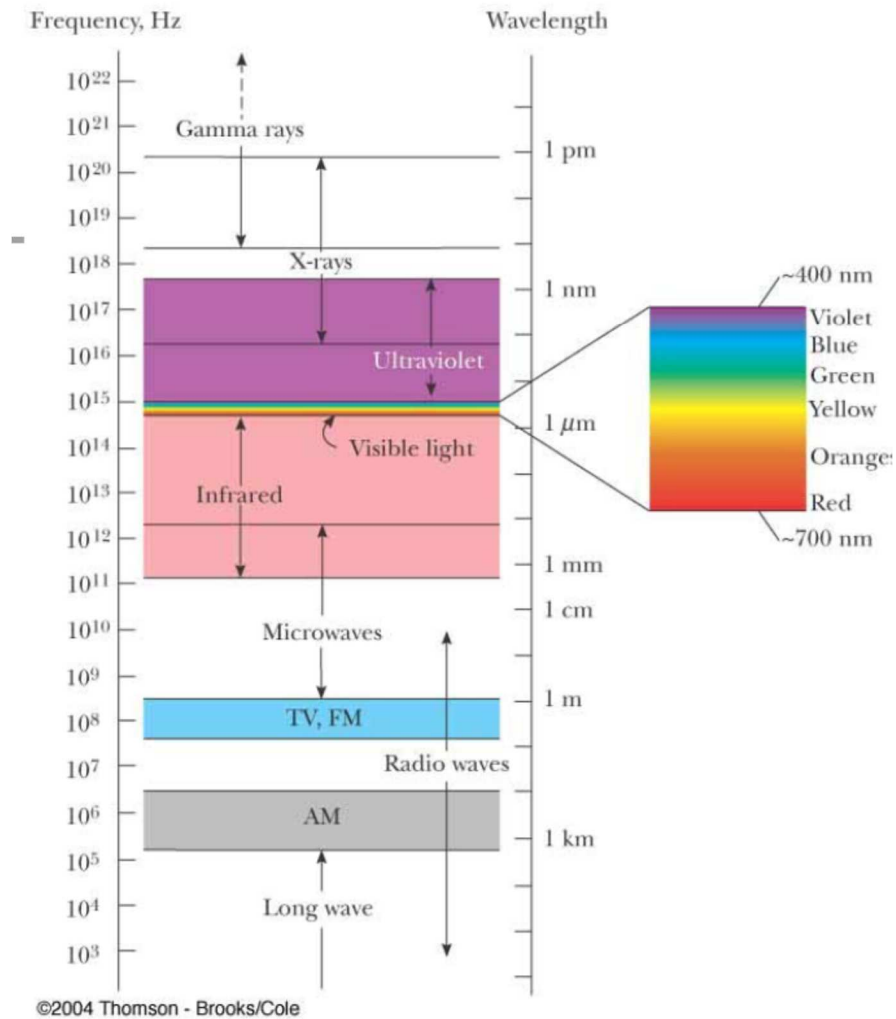 Frequency, Hz
Wavelength
10²²
10²¹
Gamma rays
10²⁰
1 pm
10¹⁹
10¹⁸
X-rays
~400 nm
1 nm
10¹⁷
Violet
Blue
10¹⁶
Ultraviolet
Green
10¹⁵
Yellow
1 μm
10¹⁴
Visible light
Orange
10¹³
Infrared
Red
10¹²
~700 nm
1 mm
10¹¹
1 cm
10¹⁰
Microwaves
10⁹
1 m
10⁸
TV, FM
10⁷
Radio waves
10⁶
AM
1 km
10⁵
10⁴
Long wave
10³
©2004 Thomson - Brooks/Cole